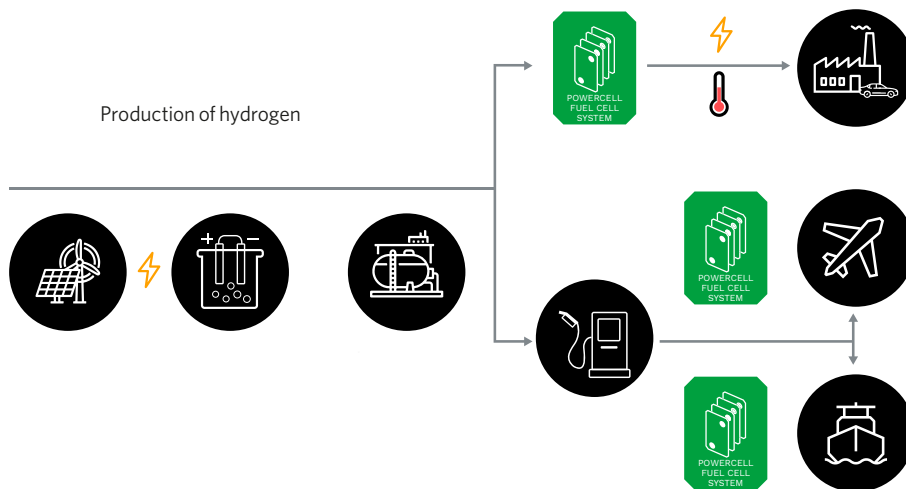 POWERCELL
FUEL CELL
SYSTEM
Production of hydrogen
+ −
POWERCELL
FUEL CELL
SYSTEM
POWERCELL
FUEL CELL
SYSTEM